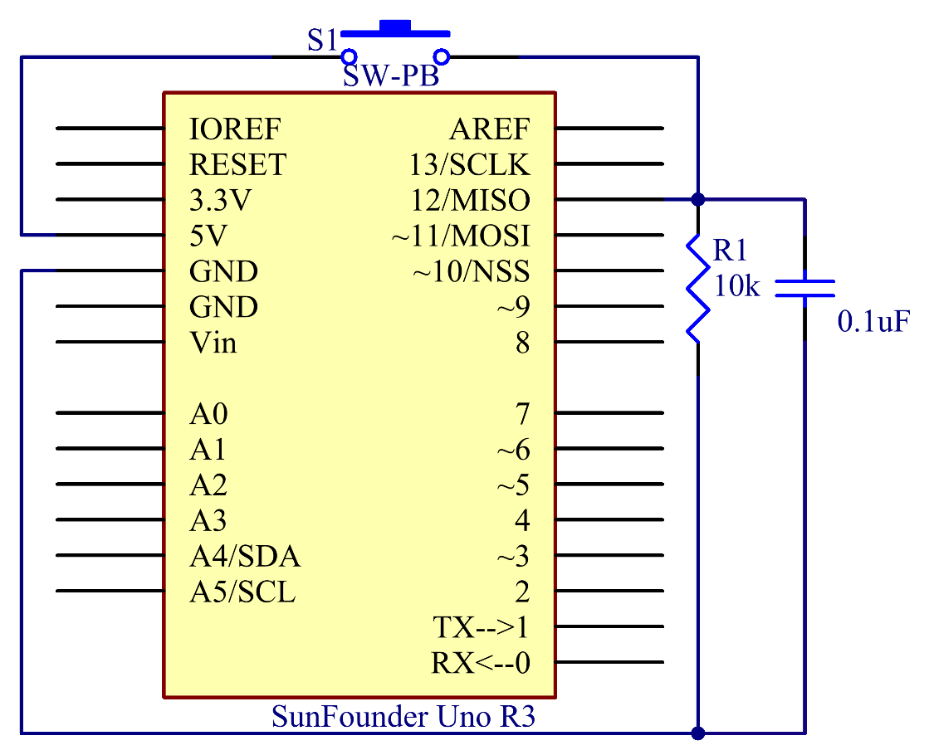 S1
SW-PB
IOREF
RESET
3.3V
5V
GND
GND
Vin
A0
A1
A2
A3
A4/SDA
A5/SCL
AREF
13/SCLK
12/MISO
~11/MOSI
~10/NSS
~9
8
7
~6
~5
4
~3
2
TX-->1
RX<--0
R1
10k
0.1uF
SunFounder Uno R3